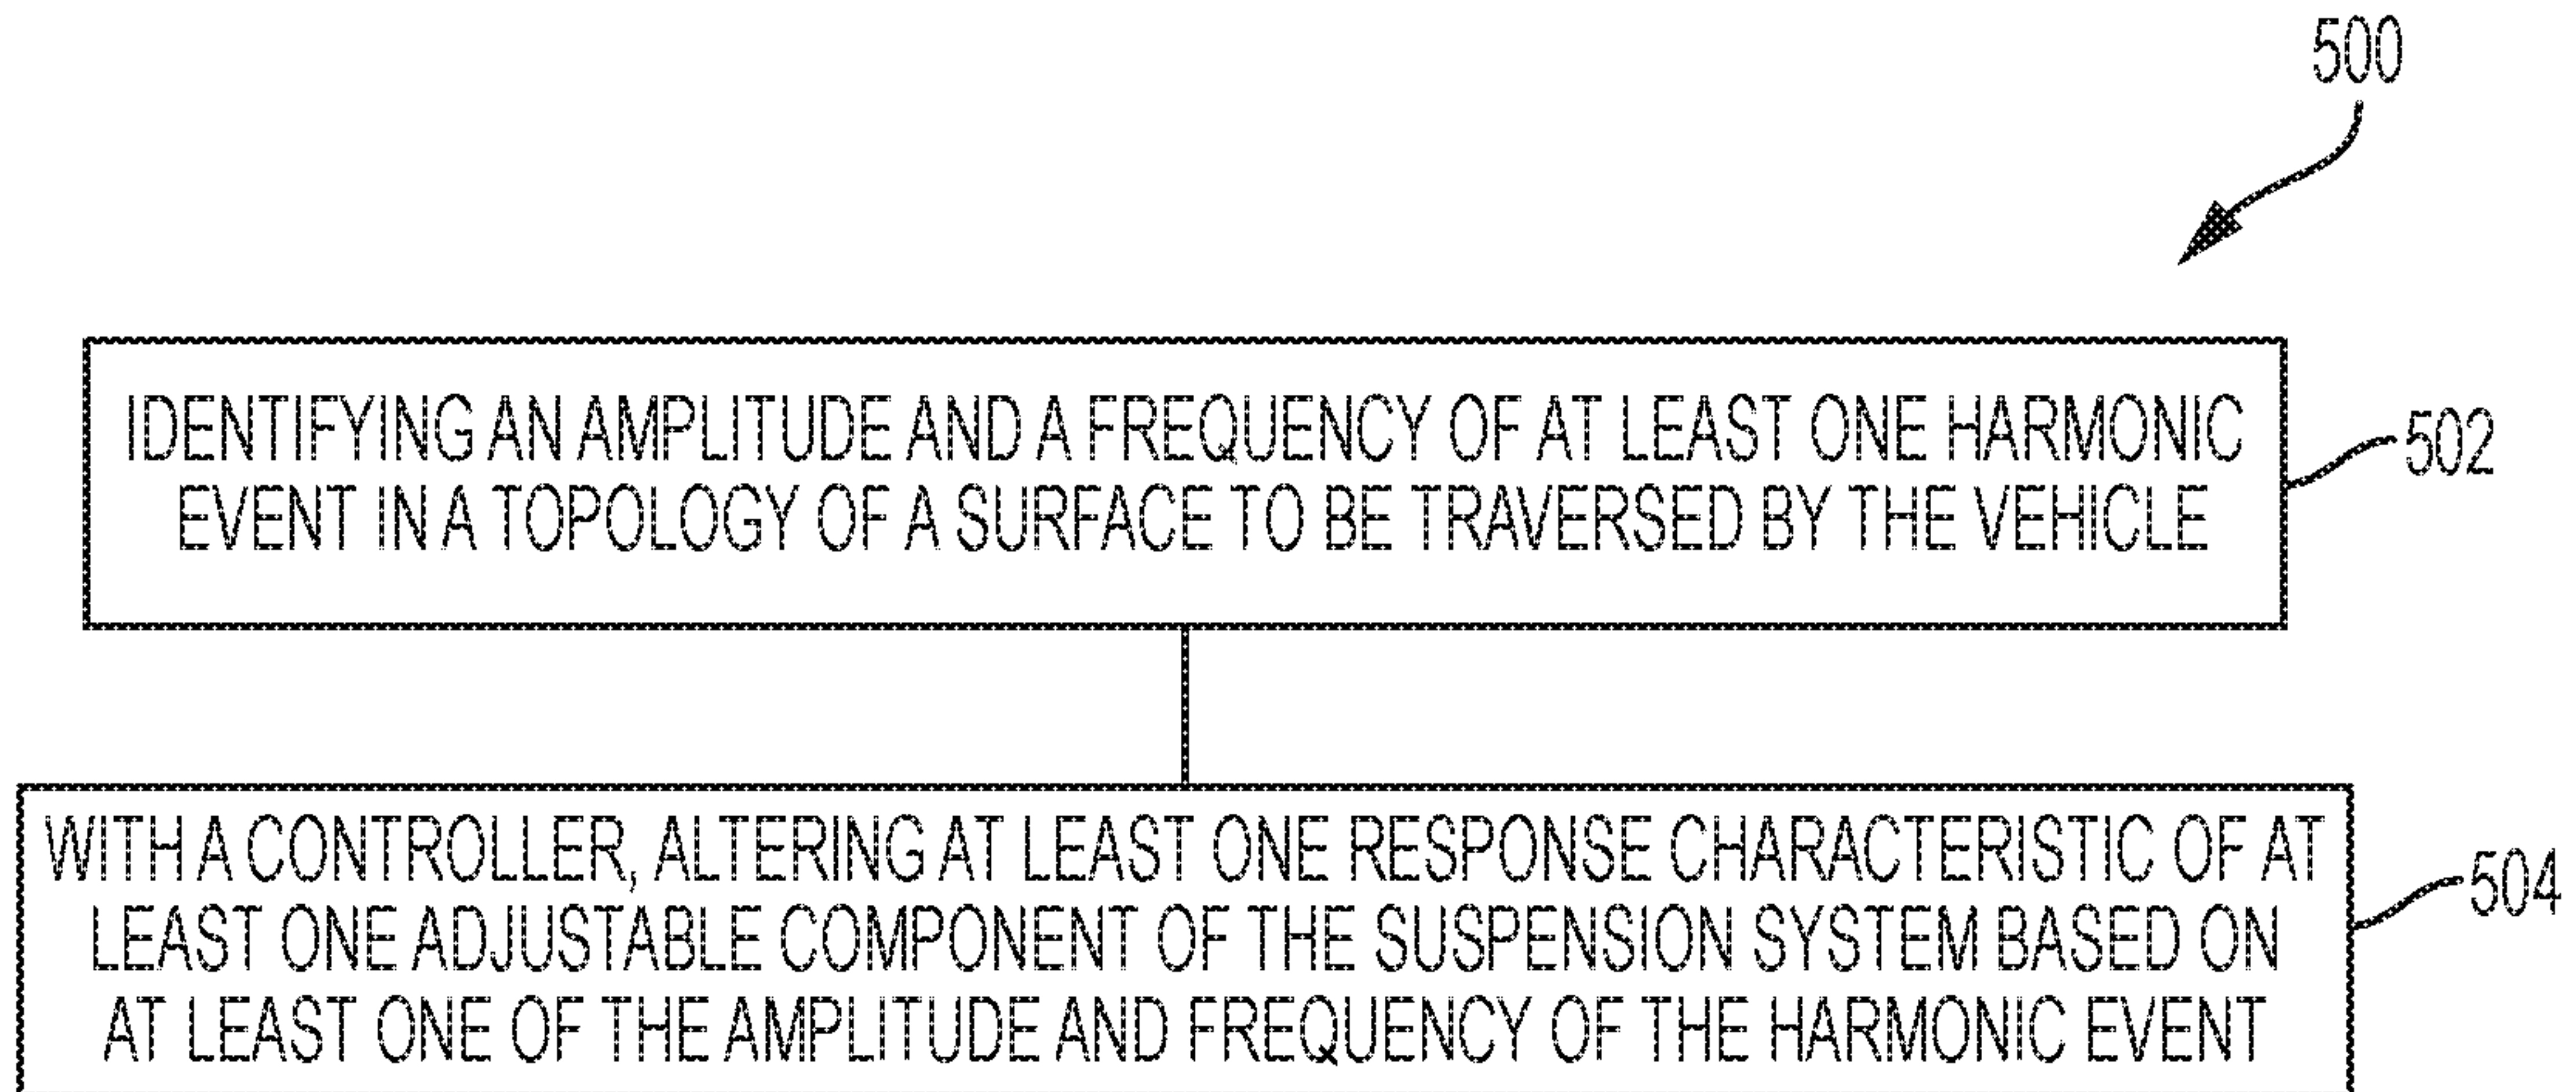 500
IDENTIFYING AN AMPLITUDE AND A FREQUENCY OF AT LEAST ONE HARMONIC
EVENT IN A TOPOLOGY OF A SURFACE TO BE TRAVERSED BY THE VEHICLE
502
WITH A CONTROLLER, ALTERING AT LEAST ONE RESPONSE CHARACTERISTIC OF AT
LEAST ONE ADJUSTABLE COMPONENT OF THE SUSPENSION SYSTEM BASED ON
AT LEAST ONE OF THE AMPLITUDE AND FREQUENCY OF THE HARMONIC EVENT
504